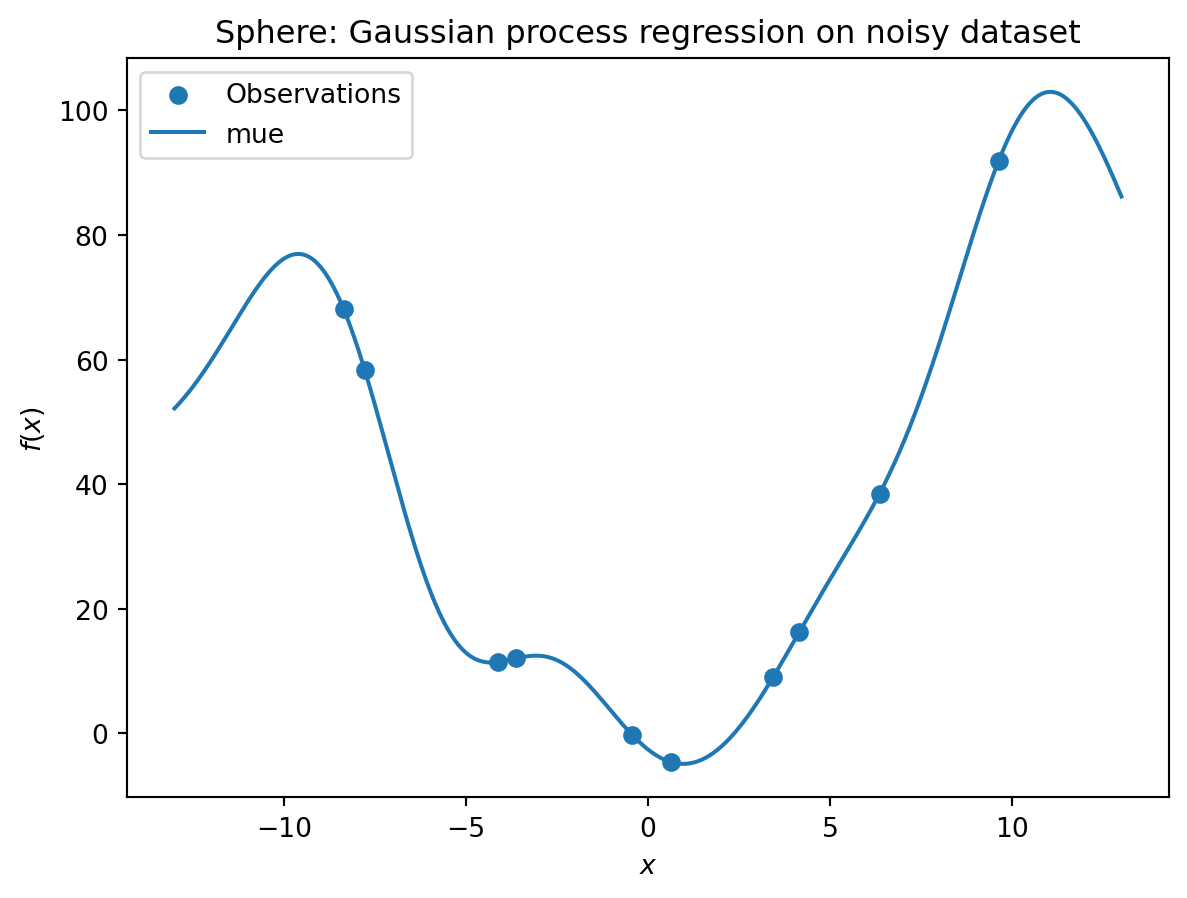 Sphere: Gaussian process regression on noisy dataset
Observations
mue
100
80
60
40
20
0
f(x)
−10 −5 0 5 10
x